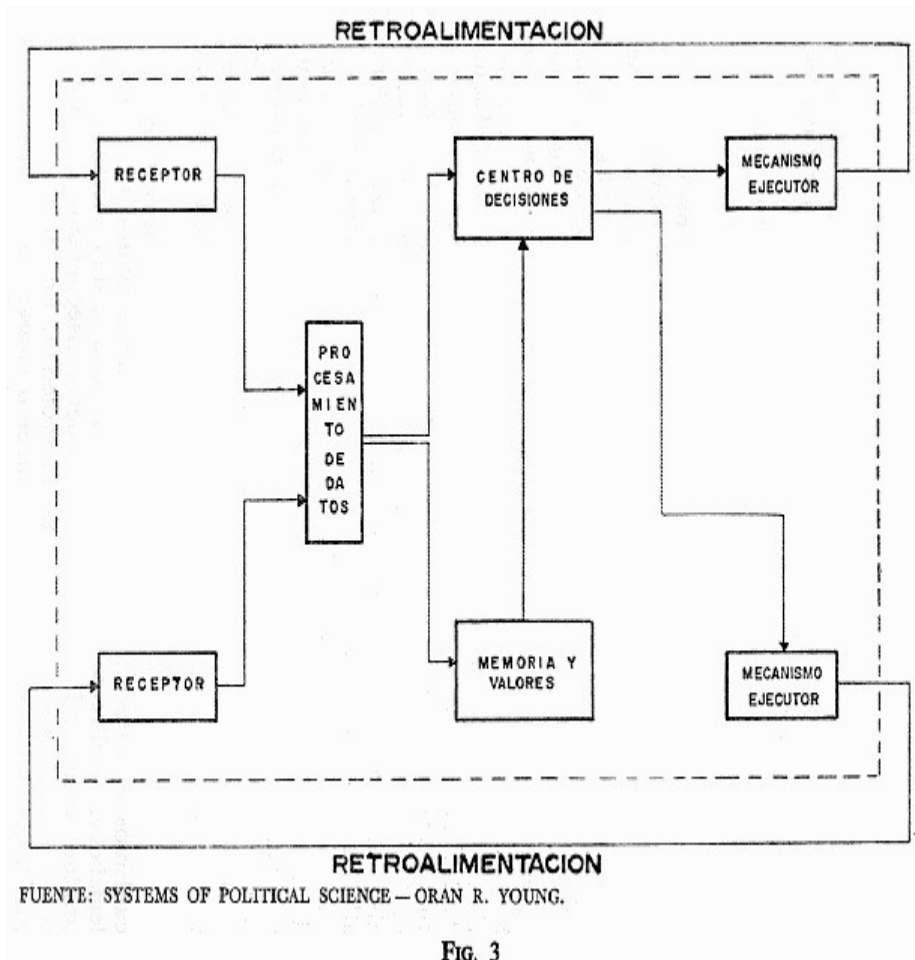 RETROALIMENTACION
RECEPTOR
CENTRO DE
DECISIONES
MECANISMO
EJECUTOR
PRO
CESA
MIEN
TO
DE
DA
TOS
RECEPTOR
MEMORIA Y
VALORES
MECANISMO
EJECUTOR
RETROALIMENTACION
FUENTE: SYSTEMS OF POLITICAL SCIENCE — ORAN R. YOUNG.
FIG. 3